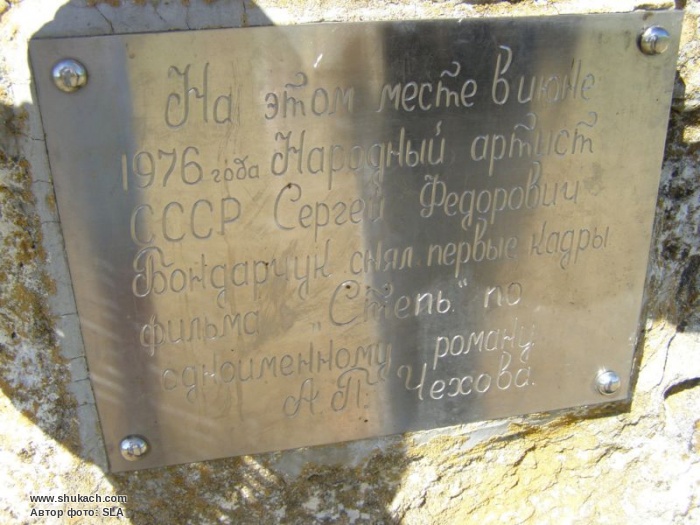 На этом месте в июне
1976 года Народный артист
СССР Сергей Федорович
Бондарчук снял первые кадры
фильма „Степь" по
одноименному роману
А.П. Чехова.
www.shukach.com
Автор фото: SLA